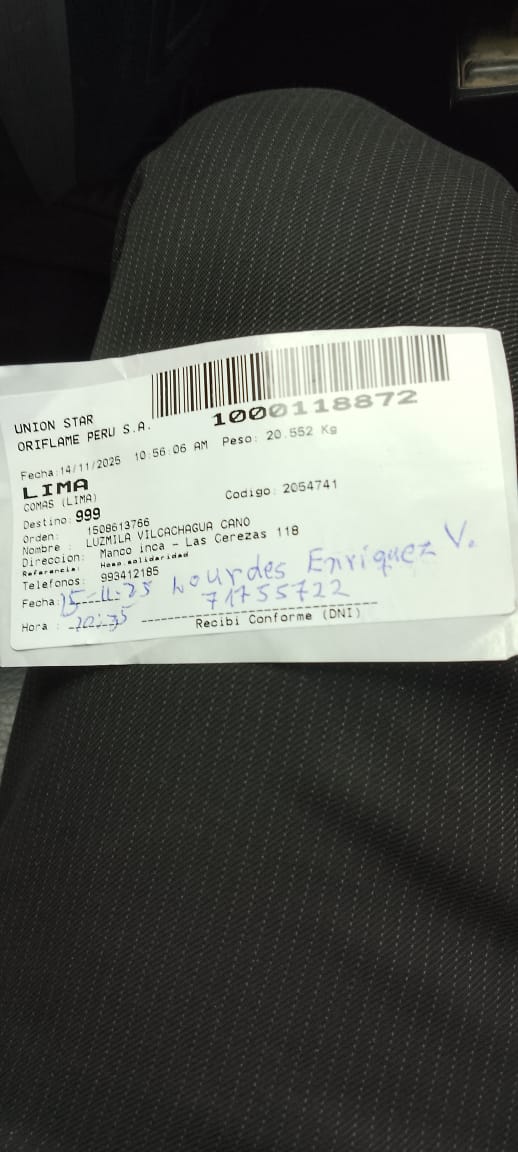 1000118872
UNION STAR
ORIFLAME PERU S.A.
Fecha:14/11/2025 10:56:06 AM Peso: 20.552 Kg
LIMA
COMAS (LIMA)
Codigo: 2054741
Destino: 999
Orden: 1508613766
Nombre : LUZMILA VILCACHAGUA CANO
Direccion: Manco inca - Las Cerezas 118
Referencia: Hosp.solidaridad
Telefonos: 993412185
Fecha: 15-11-25 Lourdes Enriquez V.
71755722
Hora :
Recibi Conforme (DNI)